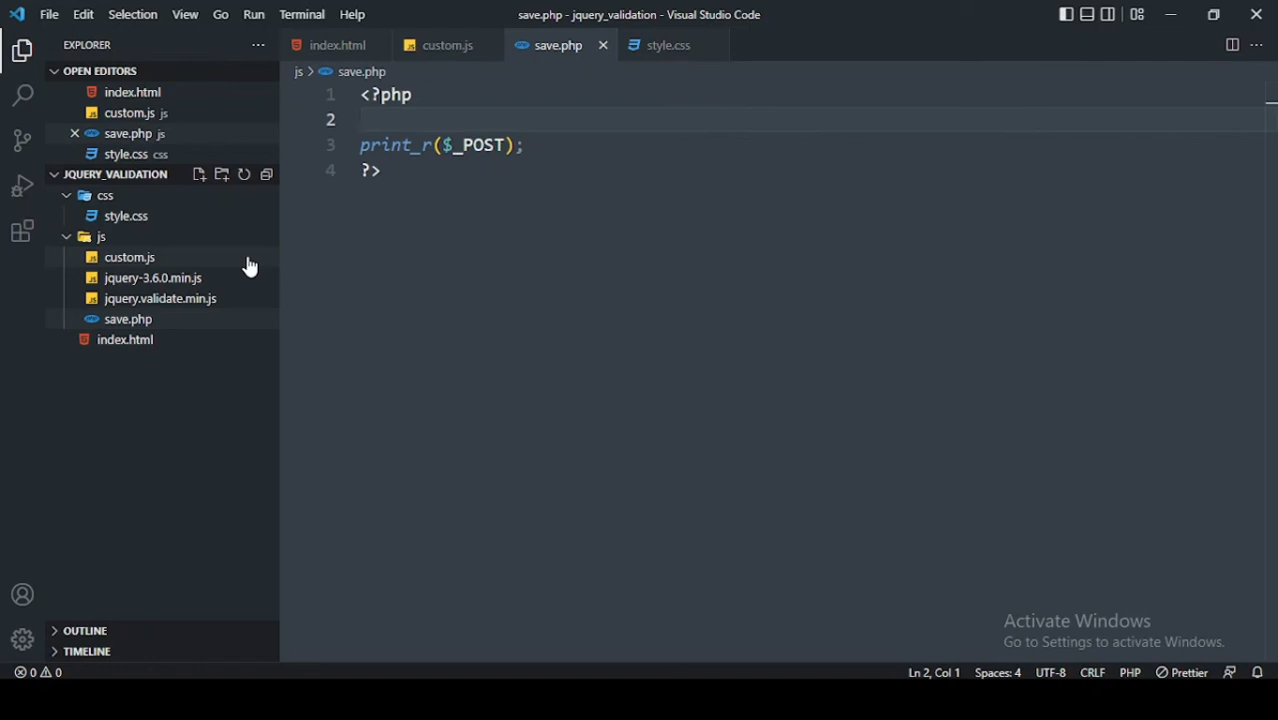 File Edit Selection View Go Run Terminal Help save.php - jquery_validation - Visual Studio Code
EXPLORER
OPEN EDITORS
index.html
custom.js js
save.php js
style.css css
JQUERY_VALIDATION
css
style.css
js
custom.js
jquery-3.6.0.min.js
jquery.validate.min.js
save.php
index.html
OUTLINE
TIMELINE
index.html custom.js save.php style.css
js > save.php
1 <?php
2
3 print_r($_POST);
4 ?>
Activate Windows
Go to Settings to activate Windows.
0 0 Ln 2, Col 1 Spaces: 4 UTF-8 CRLF PHP Prettier